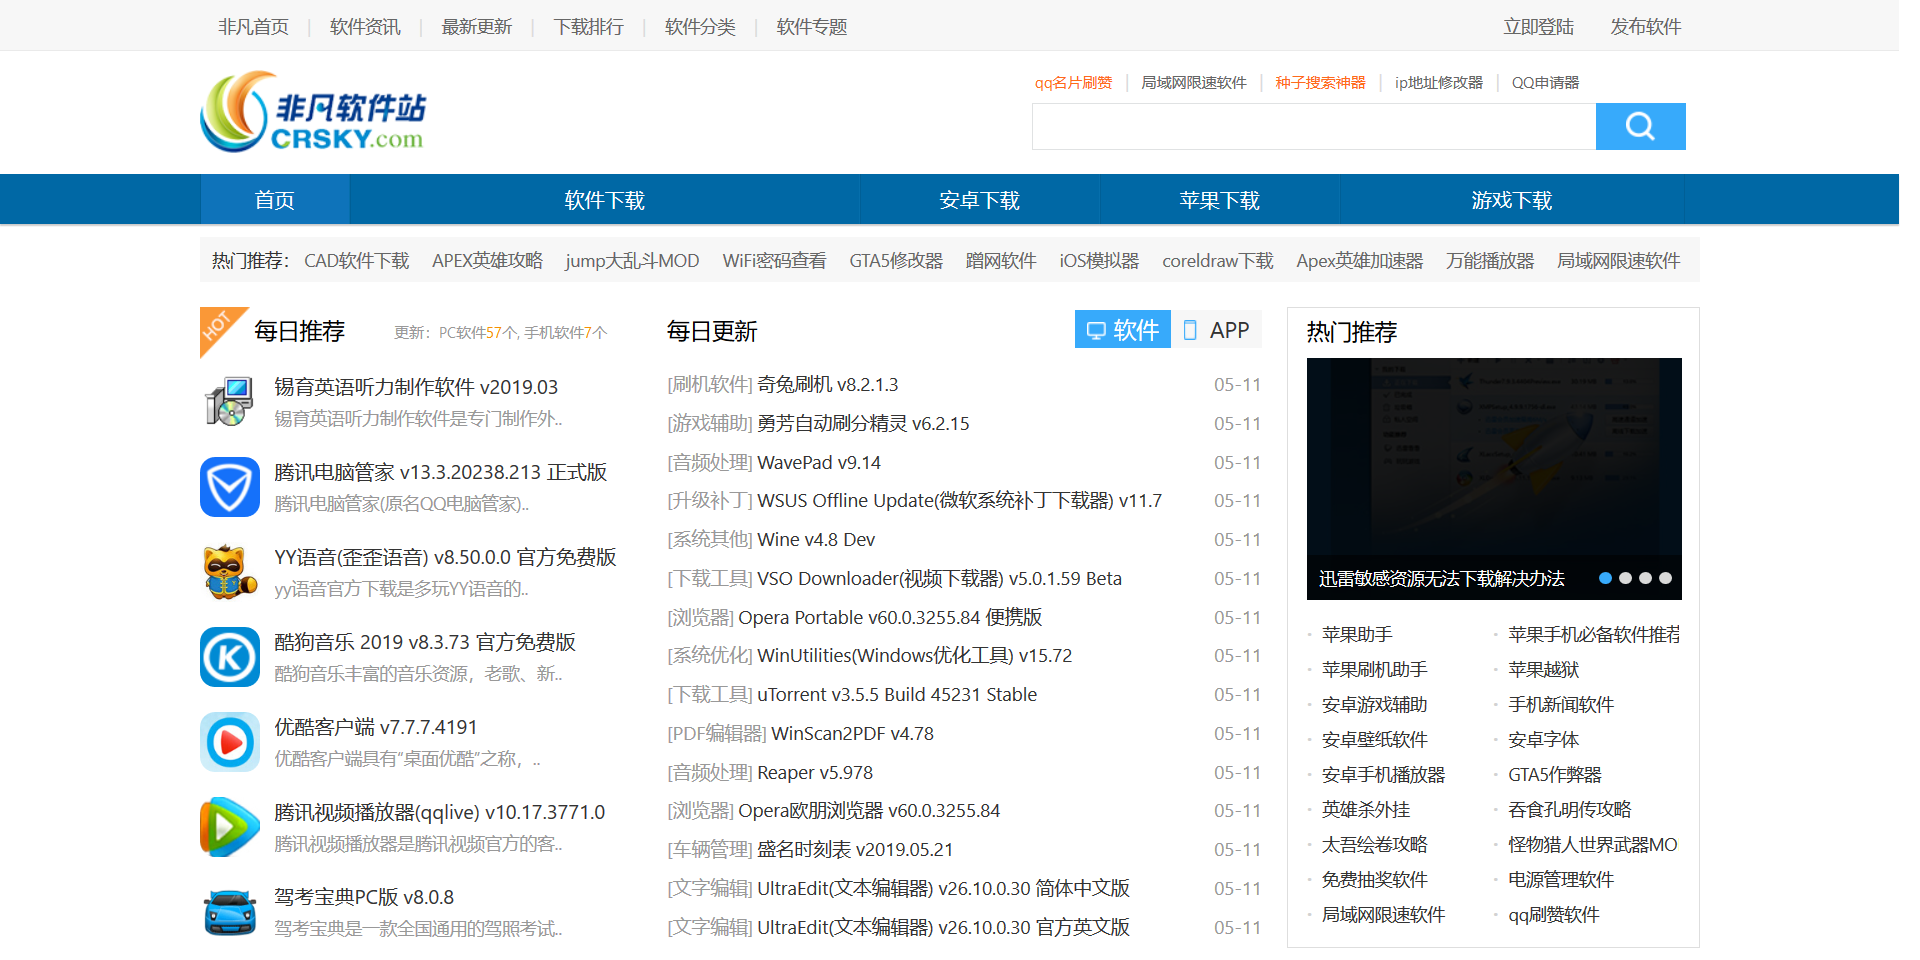 非凡首页 | 软件资讯 | 最新更新 | 下载排行 | 软件分类 | 软件专题 立即登陆 发布软件
非凡软件站
CRSKY.com
qq名片刷赞 | 局域网限速软件 | 种子搜索神器 | ip地址修改器 | QQ申请器
首页 软件下载 安卓下载 苹果下载 游戏下载
热门推荐： CAD软件下载 APEX英雄攻略 jump大乱斗MOD WiFi密码查看 GTA5修改器 蹭网软件 iOS模拟器 coreldraw下载 Apex英雄加速器 万能播放器 局域网限速软件
HOT 每日推荐 更新：PC软件57个, 手机软件7个
锡育英语听力制作软件 v2019.03
锡育英语听力制作软件是专门制作外..
腾讯电脑管家 v13.3.20238.213 正式版
腾讯电脑管家(原名QQ电脑管家)..
YY语音(歪歪语音) v8.50.0.0 官方免费版
yy语音官方下载是多玩YY语音的..
酷狗音乐 2019 v8.3.73 官方免费版
酷狗音乐丰富的音乐资源，老歌、新..
优酷客户端 v7.7.7.4191
优酷客户端具有“桌面优酷”之称，..
腾讯视频播放器(qqlive) v10.17.3771.0
腾讯视频播放器是腾讯视频官方的客..
驾考宝典PC版 v8.0.8
驾考宝典是一款全国通用的驾照考试..
每日更新 软件 APP
[刷机软件] 奇兔刷机 v8.2.1.3 05-11
[游戏辅助] 勇芳自动刷分精灵 v6.2.15 05-11
[音频处理] WavePad v9.14 05-11
[升级补丁] WSUS Offline Update(微软系统补丁下载器) v11.7 05-11
[系统其他] Wine v4.8 Dev 05-11
[下载工具] VSO Downloader(视频下载器) v5.0.1.59 Beta 05-11
[浏览器] Opera Portable v60.0.3255.84 便携版 05-11
[系统优化] WinUtilities(Windows优化工具) v15.72 05-11
[下载工具] uTorrent v3.5.5 Build 45231 Stable 05-11
[PDF编辑器] WinScan2PDF v4.78 05-11
[音频处理] Reaper v5.978 05-11
[浏览器] Opera欧朋浏览器 v60.0.3255.84 05-11
[车辆管理] 盛名时刻表 v2019.05.21 05-11
[文字编辑] UltraEdit(文本编辑器) v26.10.0.30 简体中文版 05-11
[文字编辑] UltraEdit(文本编辑器) v26.10.0.30 官方英文版 05-11
热门推荐
迅雷敏感资源无法下载解决办法
苹果助手 苹果手机必备软件推荐
苹果刷机助手 苹果越狱
安卓游戏辅助 手机新闻软件
安卓壁纸软件 安卓字体
安卓手机播放器 GTA5作弊器
英雄杀外挂 吞食孔明传攻略
太吾绘卷攻略 怪物猎人世界武器MO
免费抽奖软件 电源管理软件
局域网限速软件 qq刷赞软件